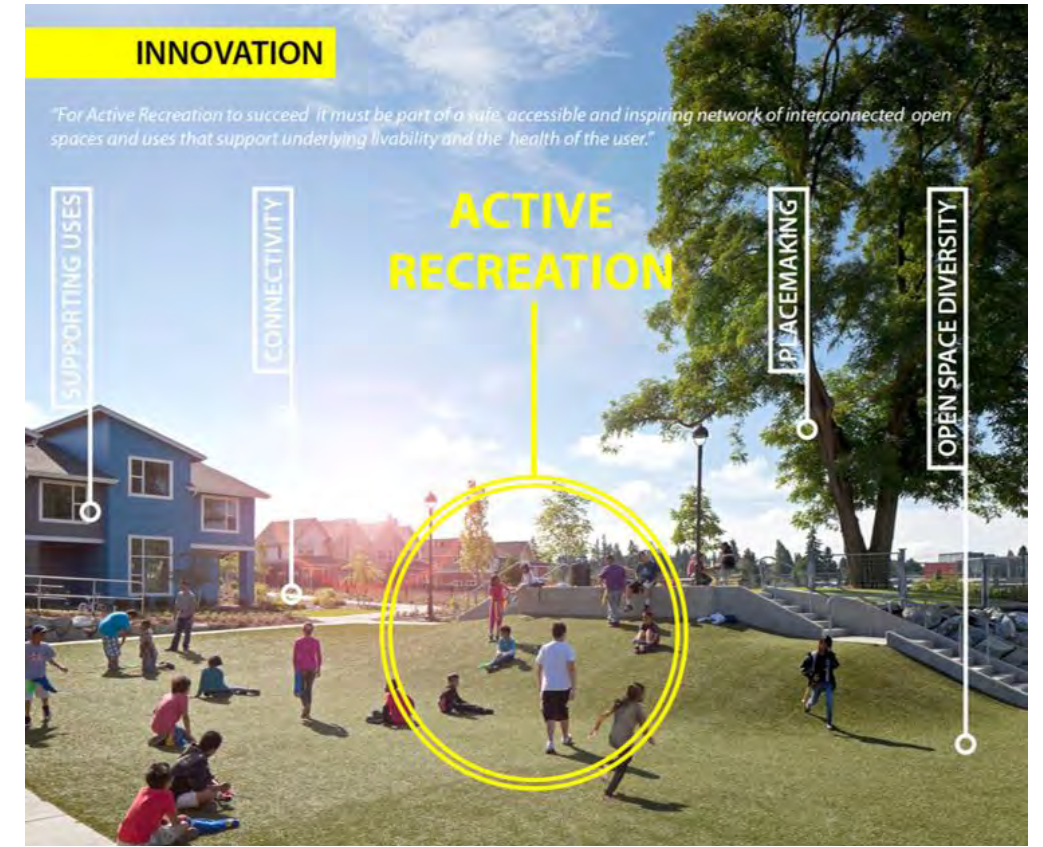 INNOVATION
"For Active Recreation to succeed it must be part of a safe, accessible and inspiring network of interconnected open
spaces and uses that support underlying livability and the health of the user."
SUPPORTING USES
CONNECTIVITY
ACTIVE
RECREATION
PLACEMAKING
OPEN SPACE DIVERSITY